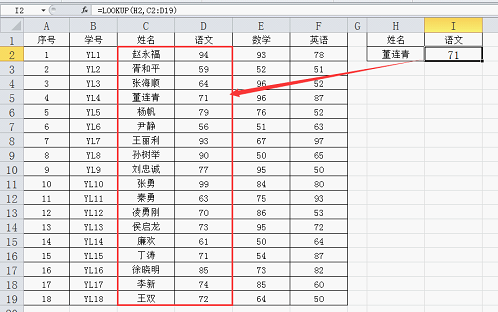 I2 fx =LOOKUP(H2,C2:D19)
A B C D E F G H I
1 序号 学号 姓名 语文 数学 英语 姓名 语文
2 1 YL1 赵永福 94 93 78 董连青 71
3 2 YL2 胥和平 59 52 51
4 3 YL3 张海顺 64 96 52
5 4 YL4 董连青 71 96 87
6 5 YL5 杨帆 79 76 52
7 6 YL6 尹静 56 51 63
8 7 YL7 王丽利 93 67 97
9 8 YL8 孙树举 90 50 65
10 9 YL9 刘忠诚 77 95 50
11 10 YL10 张勇 99 84 80
12 11 YL11 秦勇 63 75 93
13 12 YL12 凌勇刚 70 86 53
14 13 YL13 侯启龙 73 95 72
15 14 YL14 廉欢 61 50 64
16 15 YL15 丁涛 71 54 87
17 16 YL16 徐晓明 85 73 82
18 17 YL17 李新 74 85 60
19 18 YL18 王双 72 64 50